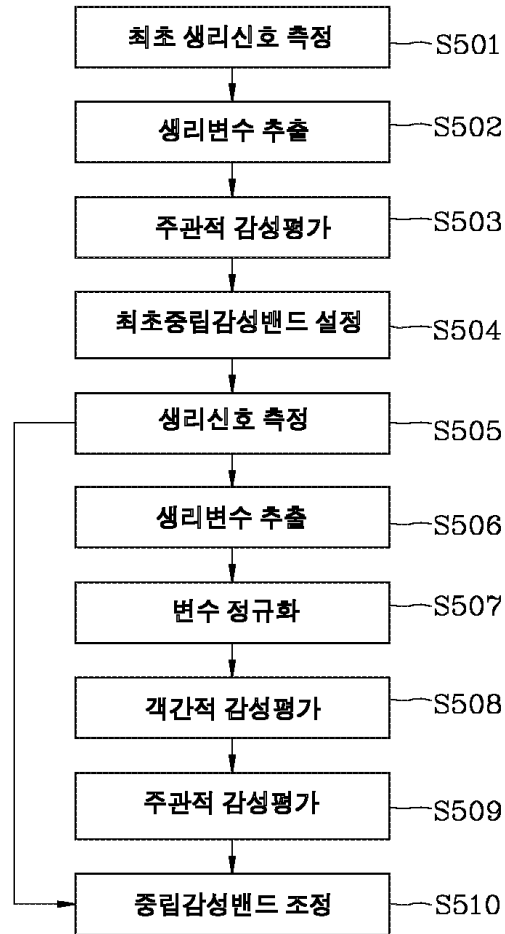 최초 생리신호 측정 S501
생리변수 추출 S502
주관적 감성평가 S503
최초중립감성밴드 설정 S504
생리신호 측정 S505
생리변수 추출 S506
변수 정규화 S507
객간적 감성평가 S508
주관적 감성평가 S509
중립감성밴드 조정 S510